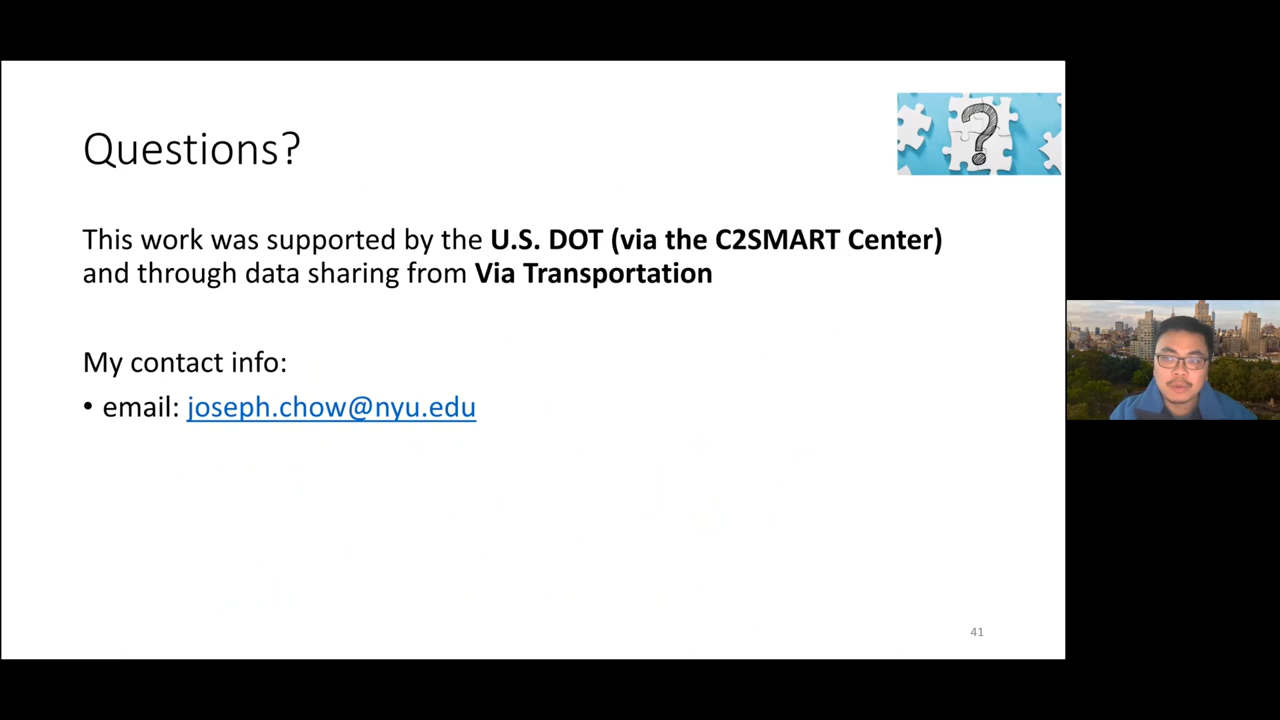 Questions?
?
This work was supported by the U.S. DOT (via the C2SMART Center)
and through data sharing from Via Transportation
My contact info:
• email: joseph.chow@nyu.edu
41